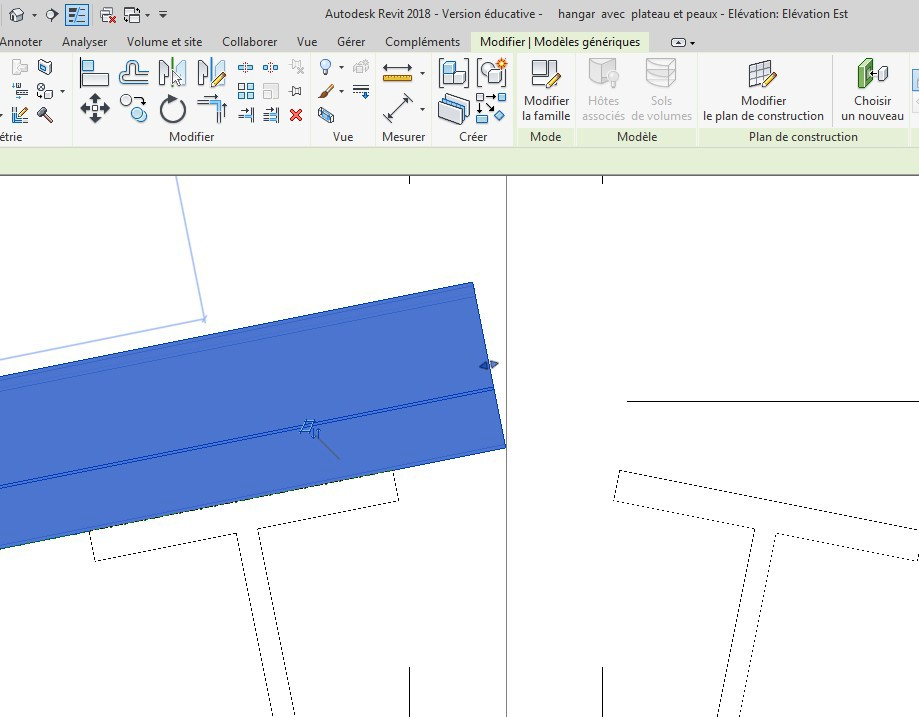 Autodesk Revit 2018 - Version éducative - hangar avec plateau et peaux - Elévation: Elévation Est
Annoter Analyser Volume et site Collaborer Vue Gérer Compléments Modifier | Modèles génériques
Modifier la famille
Hôtes associés
Sols de volumes
Modifier le plan de construction
Choisir un nouveau
étrie Modifier Vue Mesurer Créer Mode Modèle Plan de construction